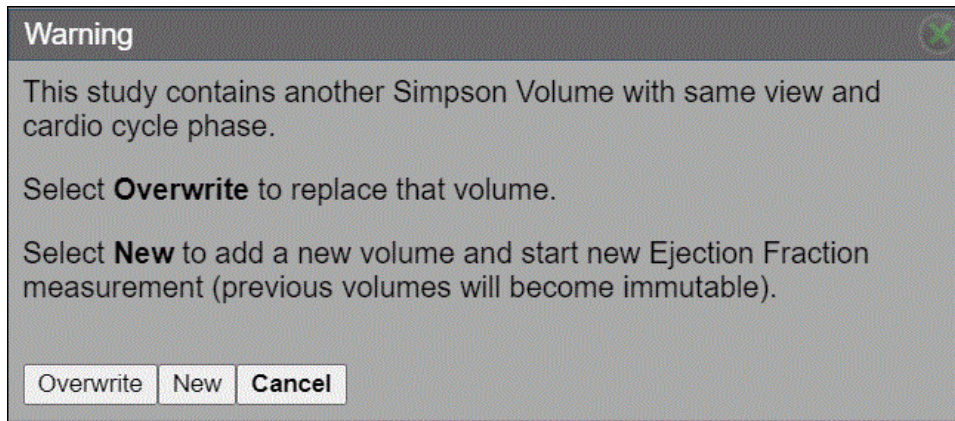 Warning
This study contains another Simpson Volume with same view and
cardio cycle phase.
Select Overwrite to replace that volume.
Select New to add a new volume and start new Ejection Fraction
measurement (previous volumes will become immutable).
Overwrite New Cancel